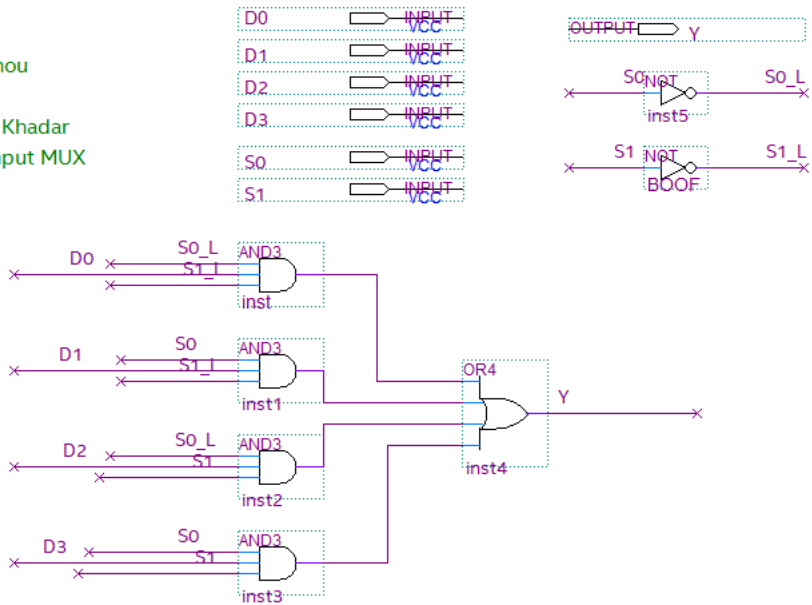 nou
Khadar
put MUX
D0 INPUT VCC
D1 INPUT VCC
D2 INPUT VCC
D3 INPUT VCC
S0 INPUT VCC
S1 INPUT VCC
OUTPUT Y
S0 NOT S0_L
inst5
S1 NOT S1_L
BOOF
D0 S0_L AND3
S1_L
inst
D1 S0 AND3
S1_L
inst1
D2 S0_L AND3
S1
inst2
D3 S0 AND3
S1
inst3
OR4
Y
inst4